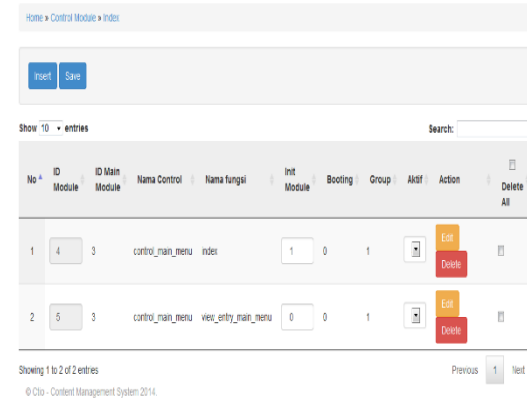 Home » Control Module » Index
Insert Save
Show 10 entries Search:
No ID Module ID Main Module Nama Control Nama fungsi Init Module Booting Group Aktif Action Delete All
1 4 3 control_main_menu index 1 0 1 Edit Delete
2 5 3 control_main_menu view_entry_main_menu 0 0 1 Edit Delete
Showing 1 to 2 of 2 entries Previous 1 Next
- Content Management System 2014.